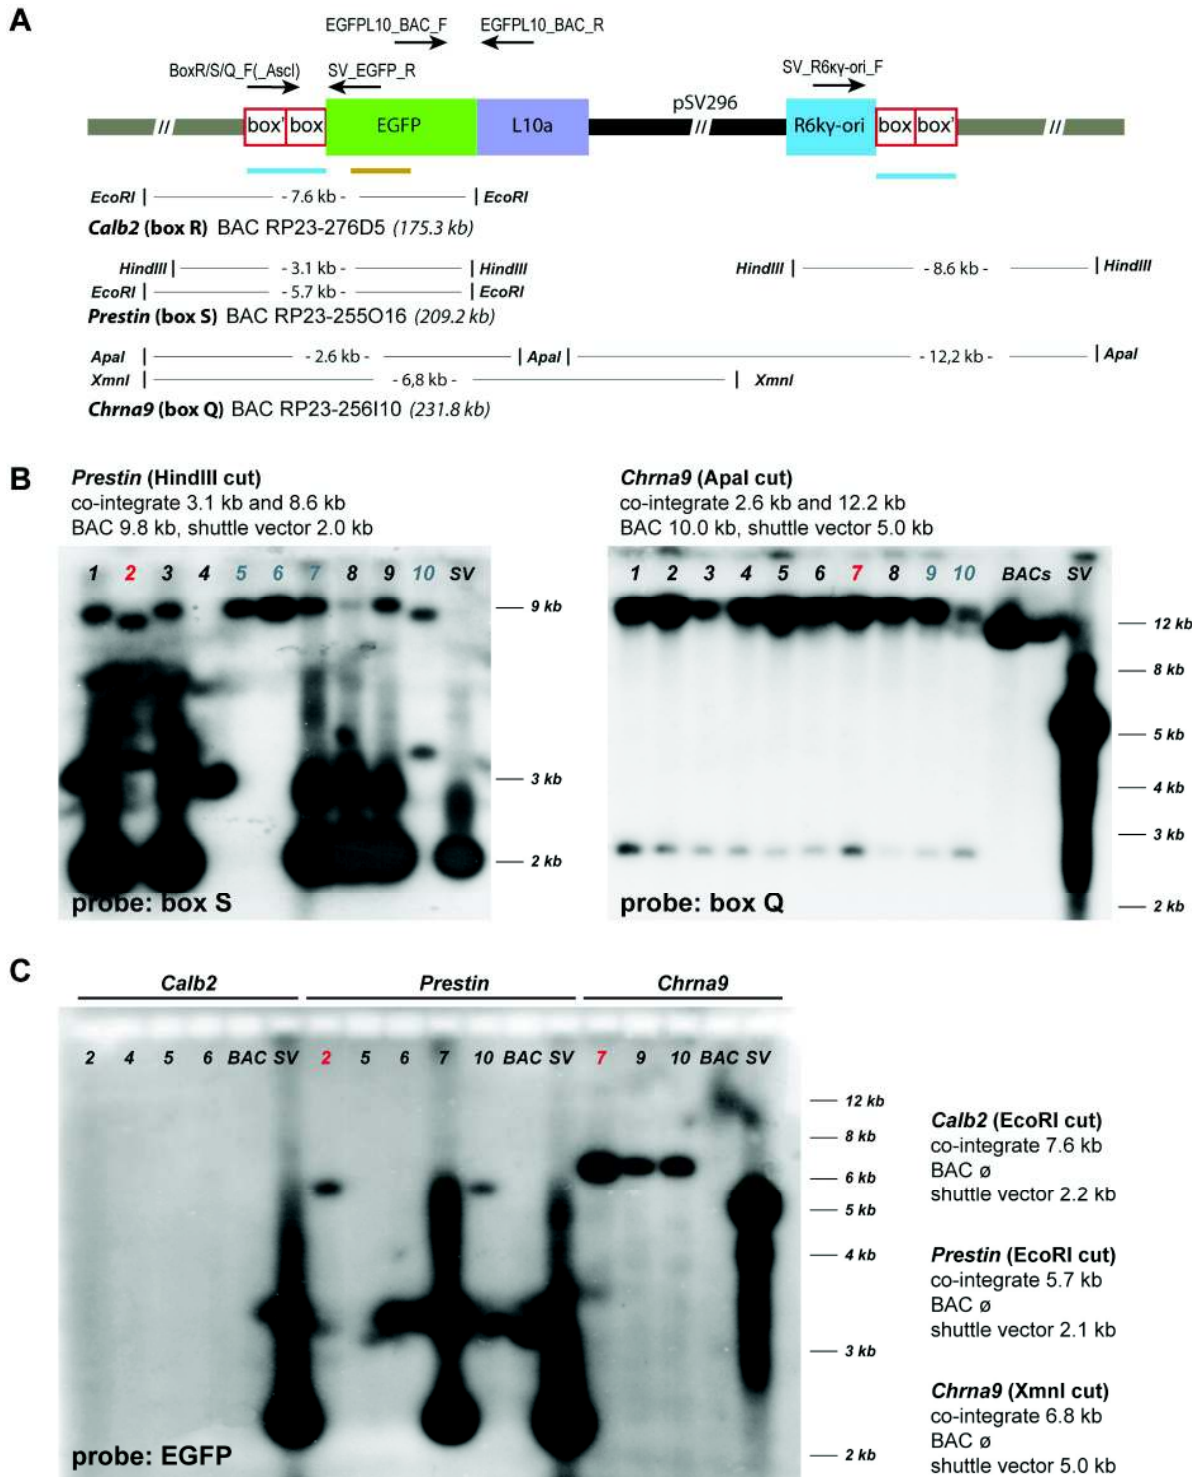 A
EGFPL10_BAC_F EGFPL10_BAC_R
BoxR/S/Q_F(_AscI) SV_EGFP_R SV_R6κγ-ori_F
pSV296
// box' box EGFP L10a // R6kγ-ori box box' //
EcoRI - 7.6 kb - EcoRI
Calb2 (box R) BAC RP23-276D5 (175.3 kb)
HindIII - 3.1 kb - HindIII HindIII - 8.6 kb - HindIII
EcoRI - 5.7 kb - EcoRI
Prestin (box S) BAC RP23-255O16 (209.2 kb)
ApaI - 2.6 kb - ApaI - 12,2 kb - ApaI
XmnI - 6,8 kb - XmnI
Chrna9 (box Q) BAC RP23-256I10 (231.8 kb)
B
Prestin (HindIII cut)
co-integrate 3.1 kb and 8.6 kb
BAC 9.8 kb, shuttle vector 2.0 kb
1 2 3 4 5 6 7 8 9 10 SV
9 kb
3 kb
2 kb
probe: box S
Chrna9 (ApaI cut)
co-integrate 2.6 kb and 12.2 kb
BAC 10.0 kb, shuttle vector 5.0 kb
1 2 3 4 5 6 7 8 9 10 BACs SV
12 kb
8 kb
5 kb
4 kb
3 kb
2 kb
probe: box Q
C
Calb2 Prestin Chrna9
2 4 5 6 BAC SV 2 5 6 7 10 BAC SV 7 9 10 BAC SV
12 kb
8 kb
6 kb
5 kb
4 kb
3 kb
2 kb
probe: EGFP
Calb2 (EcoRI cut)
co-integrate 7.6 kb
BAC ø
shuttle vector 2.2 kb
Prestin (EcoRI cut)
co-integrate 5.7 kb
BAC ø
shuttle vector 2.1 kb
Chrna9 (XmnI cut)
co-integrate 6.8 kb
BAC ø
shuttle vector 5.0 kb